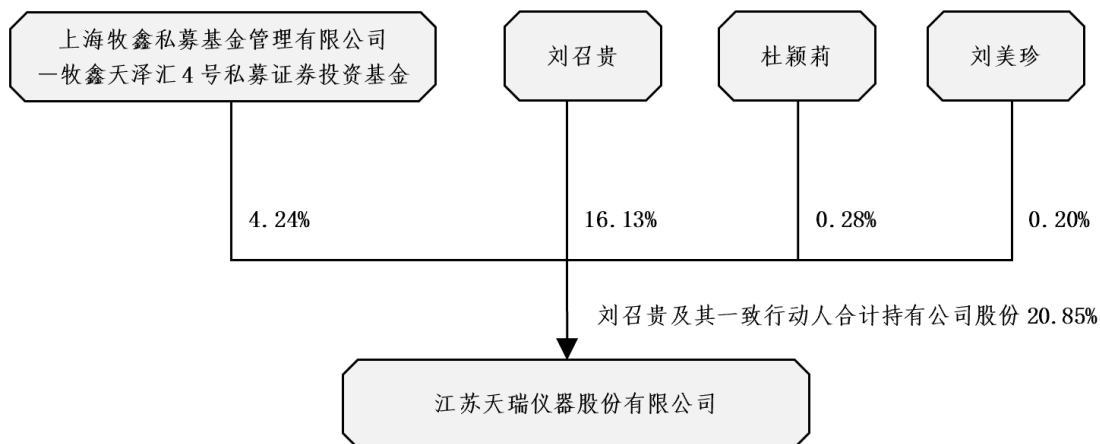 上海牧鑫私募基金管理有限公司
—牧鑫天泽汇4号私募证券投资基金
刘召贵
杜颖莉
刘美珍
4.24%
16.13%
0.28%
0.20%
刘召贵及其一致行动人合计持有公司股份 20.85%
江苏天瑞仪器股份有限公司